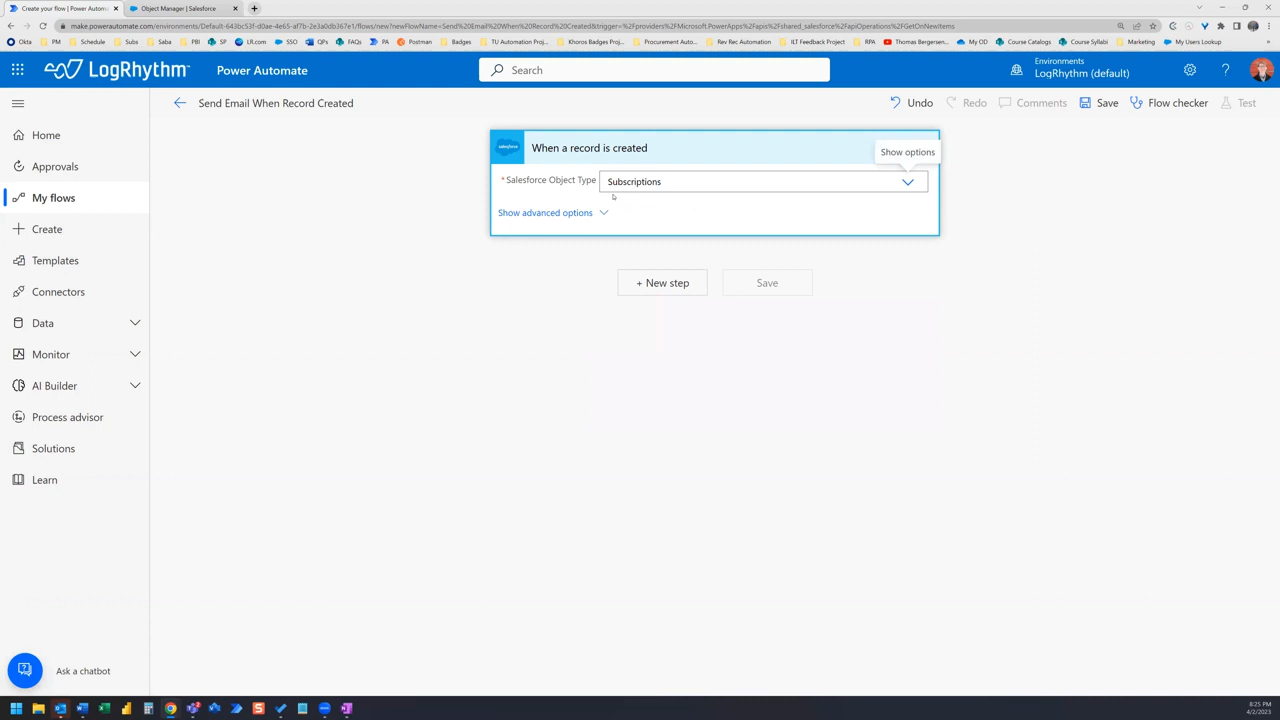 Create your flow | Power Automate
Object Manager | Salesforce
make.powerautomate.com/environments/Default-643bc53f-d0ae-4e65-af7b-2e3a0db367e1/flows/new?newFlowName=Send%20Email%20When%20Record%20Created&trigger=%2Fproviders%2FMicrosoft.PowerApps%2Fapis%2Fshared_salesforce%2FapiOperations%2FGetOnNewItems
Okta
PM
Schedule
Subs
Saba
PBI
SP
LR.com
SSO
QPs
FAQs
PA
Postman
Badges
TU Automation Proj...
Khoros Badges Proje...
Procurement Auto...
Rev Rec Automation
ILT Feedback Project
RPA
Thomas Bergersen...
My OD
Course Catalogs
Course Syllabi
Marketing
My Users Lookup
LogRhythm
Power Automate
Search
Environments
LogRhythm (default)
Send Email When Record Created
Undo
Redo
Comments
Save
Flow checker
Test
Home
Approvals
My flows
Create
Templates
Connectors
Data
Monitor
AI Builder
Process advisor
Solutions
Learn
Ask a chatbot
salesforce
When a record is created
Show options
*Salesforce Object Type
Subscriptions
Show advanced options
+ New step
Save
8:25 PM
4/2/2023